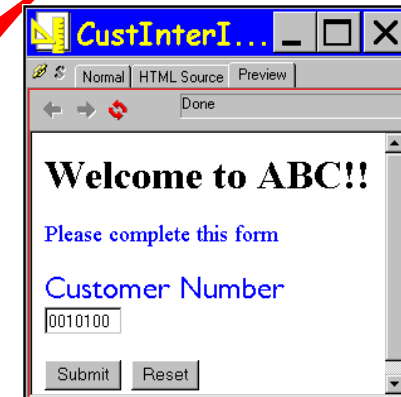 CustInterI...
Normal HTML Source Preview
Done
Welcome to ABC!!
Please complete this form
Customer Number
0010100
Submit Reset